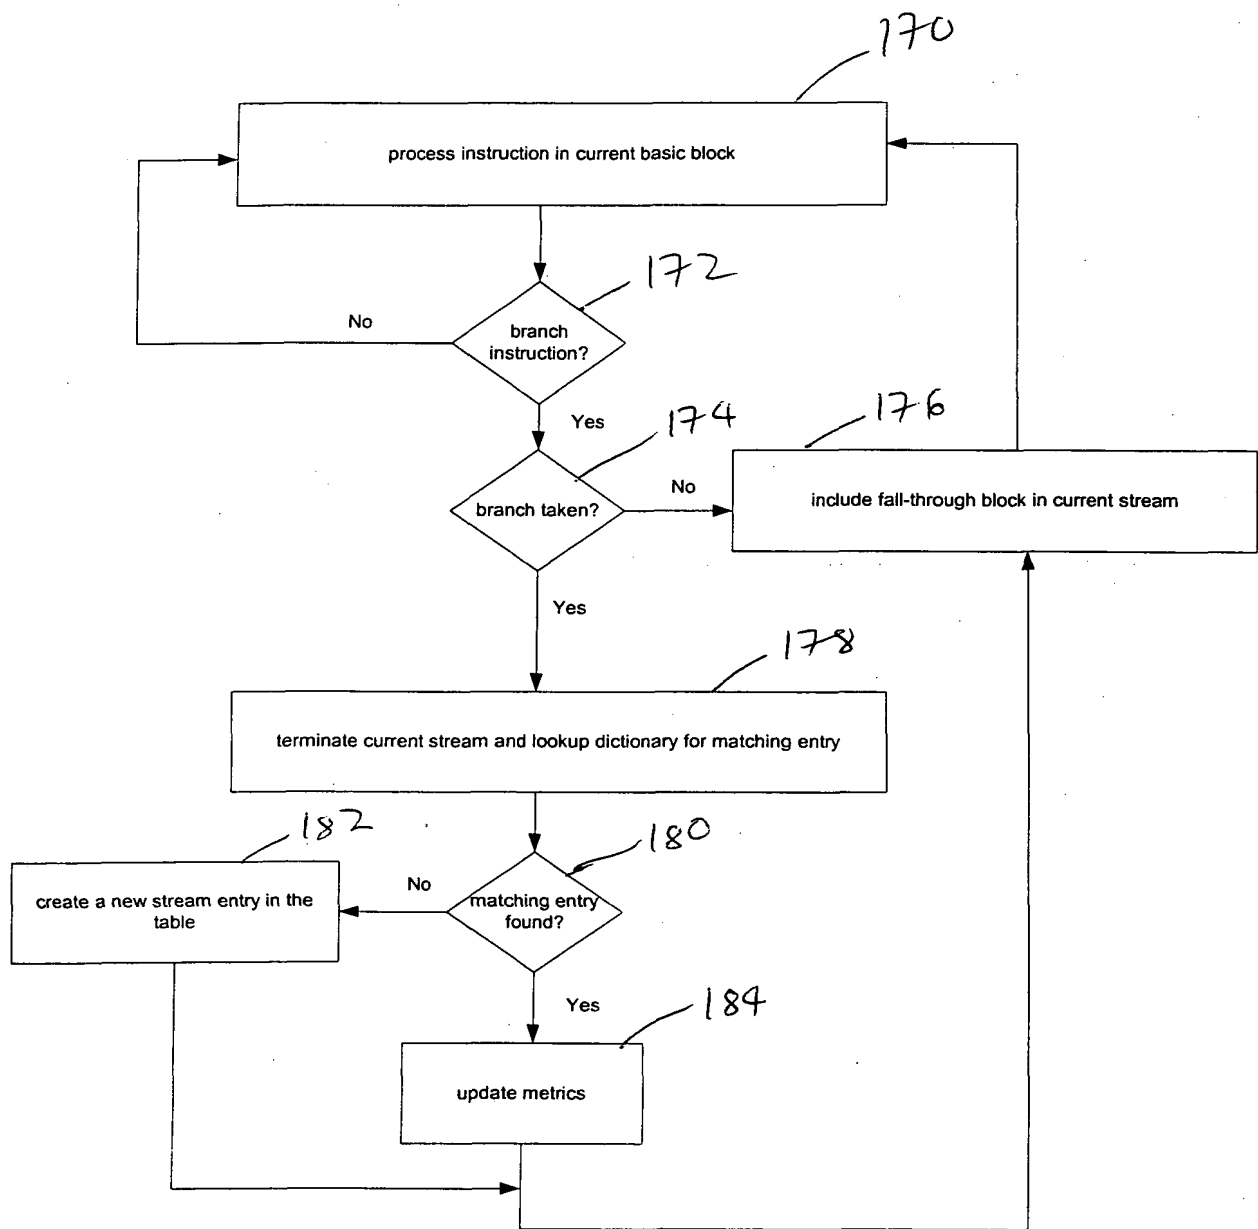 170
process instruction in current basic block
172
No
branch
instruction?
Yes
174
176
branch taken?
No
include fall-through block in current stream
Yes
178
terminate current stream and lookup dictionary for matching entry
182
180
create a new stream entry in the
table
No
matching entry
found?
Yes
184
update metrics